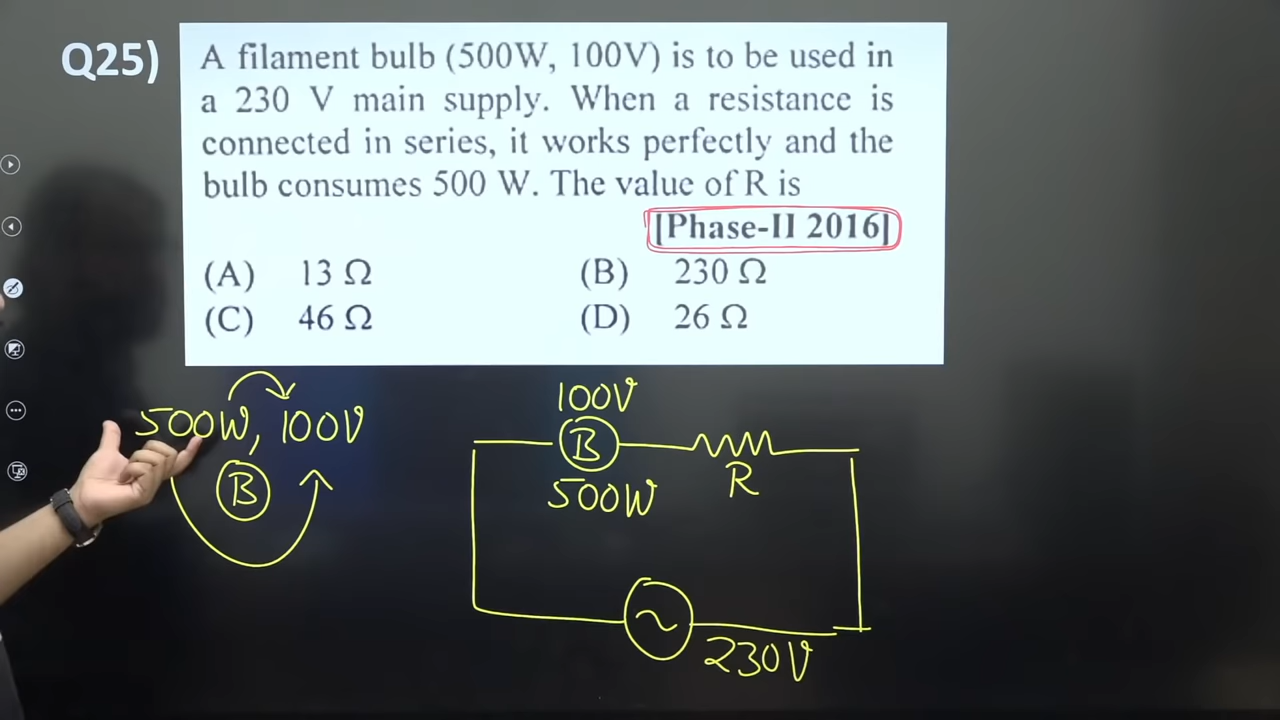 Q25)
A filament bulb (500W, 100V) is to be used in
a 230 V main supply. When a resistance is
connected in series, it works perfectly and the
bulb consumes 500 W. The value of R is
[Phase-II 2016]
(A) 13 Ω (B) 230 Ω
(C) 46 Ω (D) 26 Ω
500W, 100V
B
100V
B
500W
R
230V